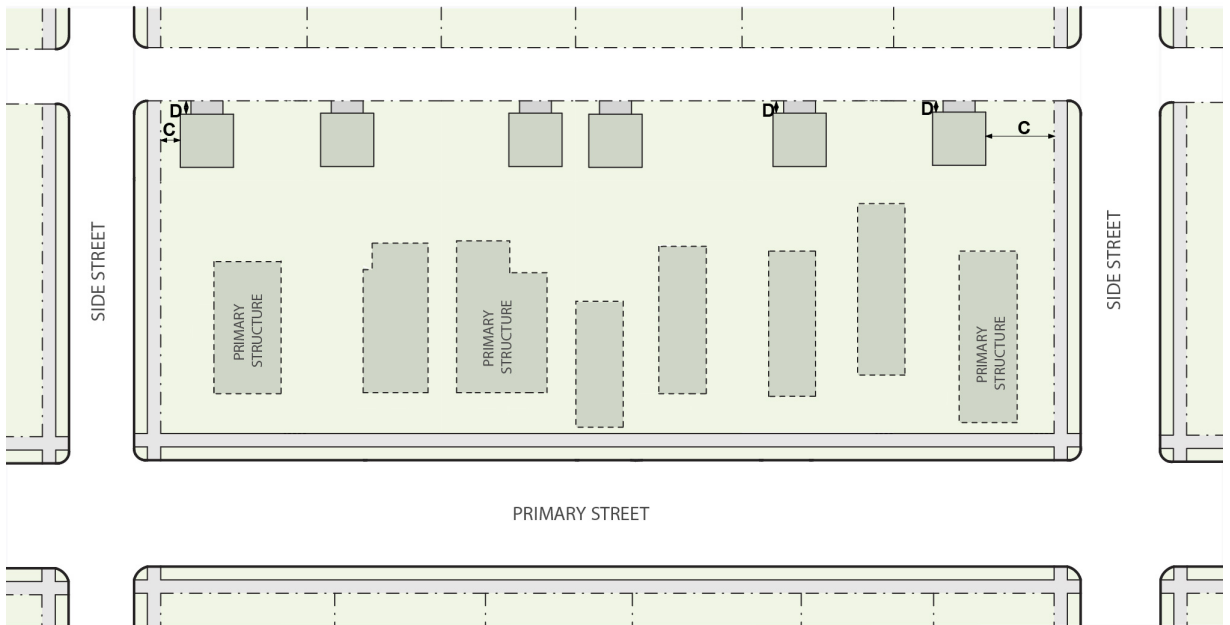 D
D
D
C
C
SIDE STREET
SIDE STREET
PRIMARY
STRUCTURE
PRIMARY
STRUCTURE
PRIMARY
STRUCTURE
PRIMARY STREET